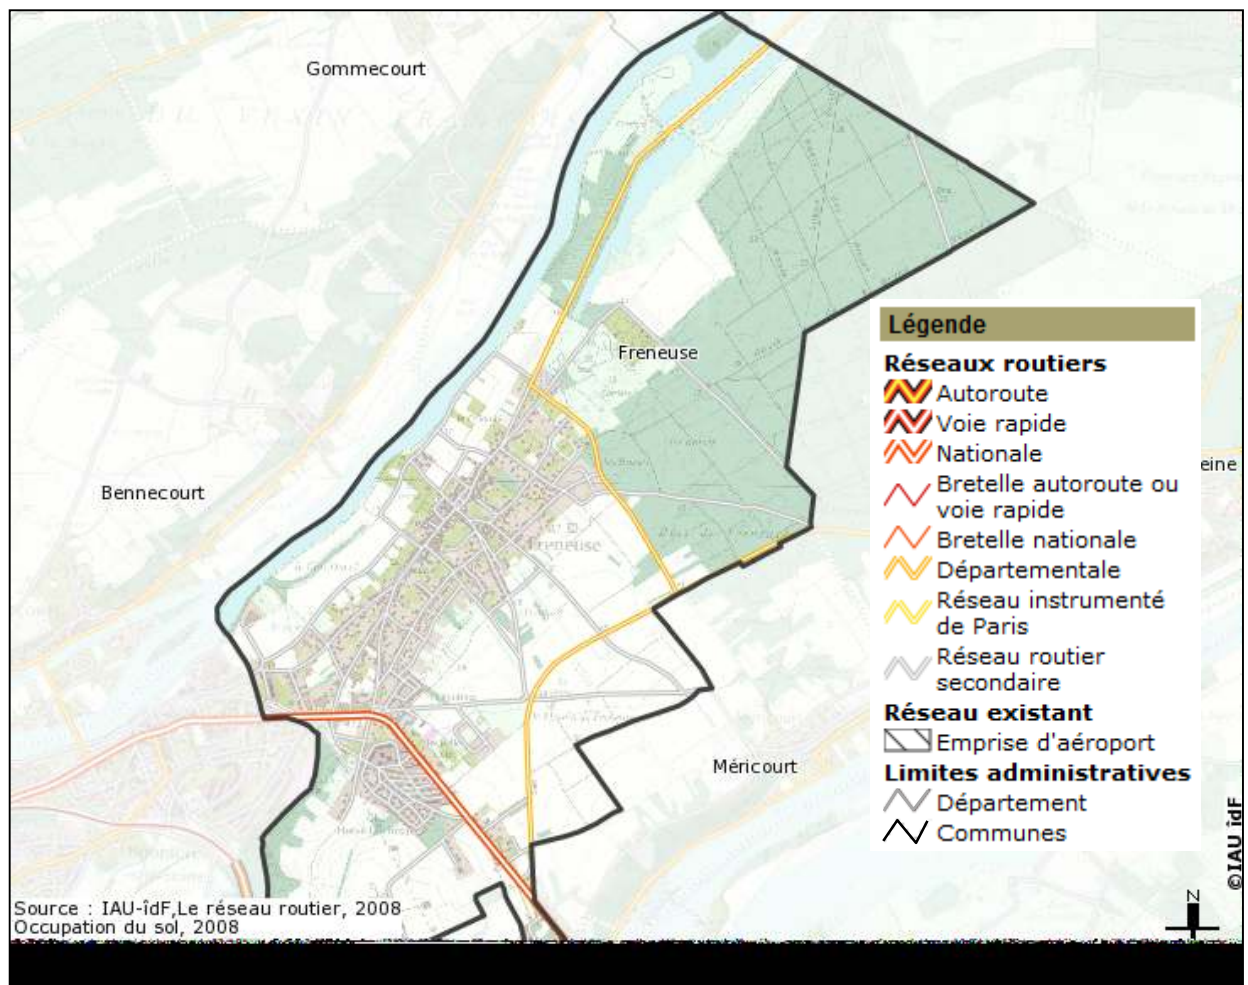 Gommecourt
Freneuse
Bennecourt
eine
Freneuse
Méricourt
Légende
Réseaux routiers
Autoroute
Voie rapide
Nationale
Bretelle autoroute ou
voie rapide
Bretelle nationale
Départementale
Réseau instrumenté
de Paris
Réseau routier
secondaire
Réseau existant
Emprise d'aéroport
Limites administratives
Département
Communes
©IAU îdF
N
Source : IAU-îdF,Le réseau routier, 2008
Occupation du sol, 2008